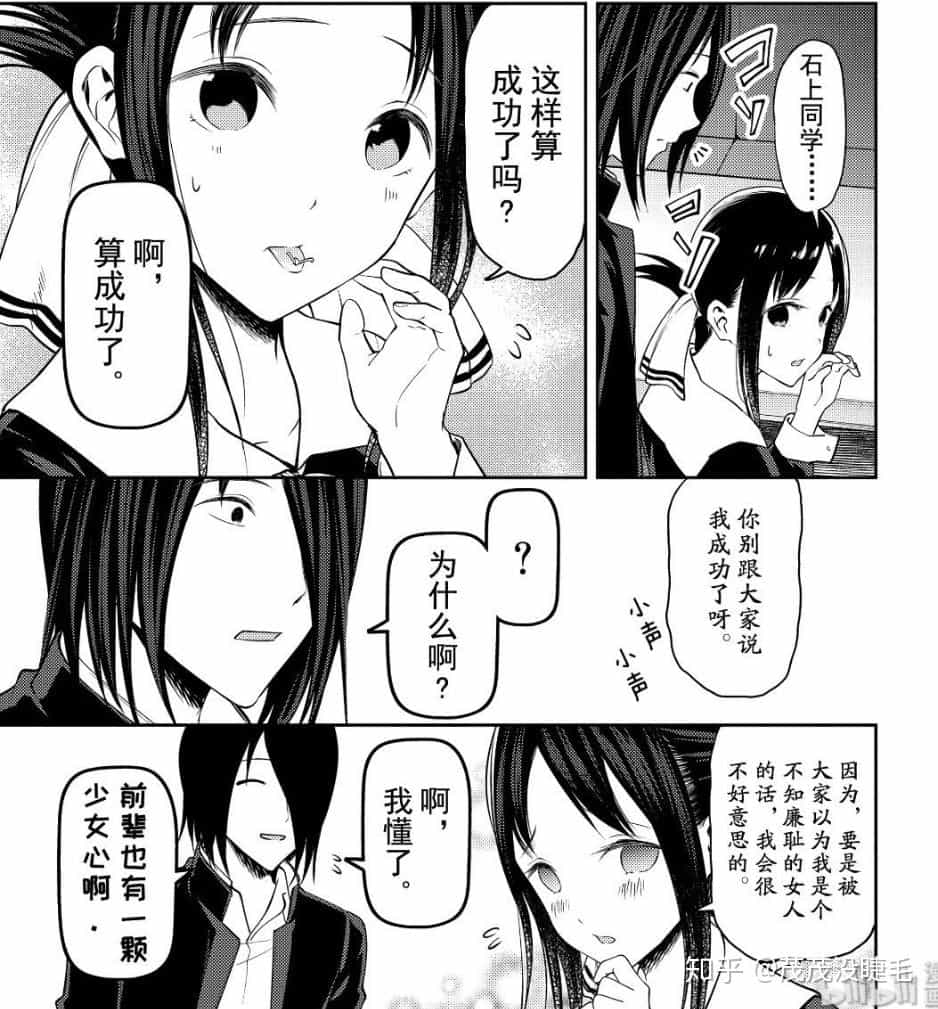 石上同学……
这样算
成功了吗？
啊，
算成功了。
你别跟大家说
我成功了呀。
小声
小声
？
为什么啊？
因为，要是被
大家以为我是个
不知廉耻的女人
的话，我会很
不好意思的。
啊，
我懂了。
前辈也有一颗
少女心啊．
知乎 @茂茂没睫毛
bilibili
漫画